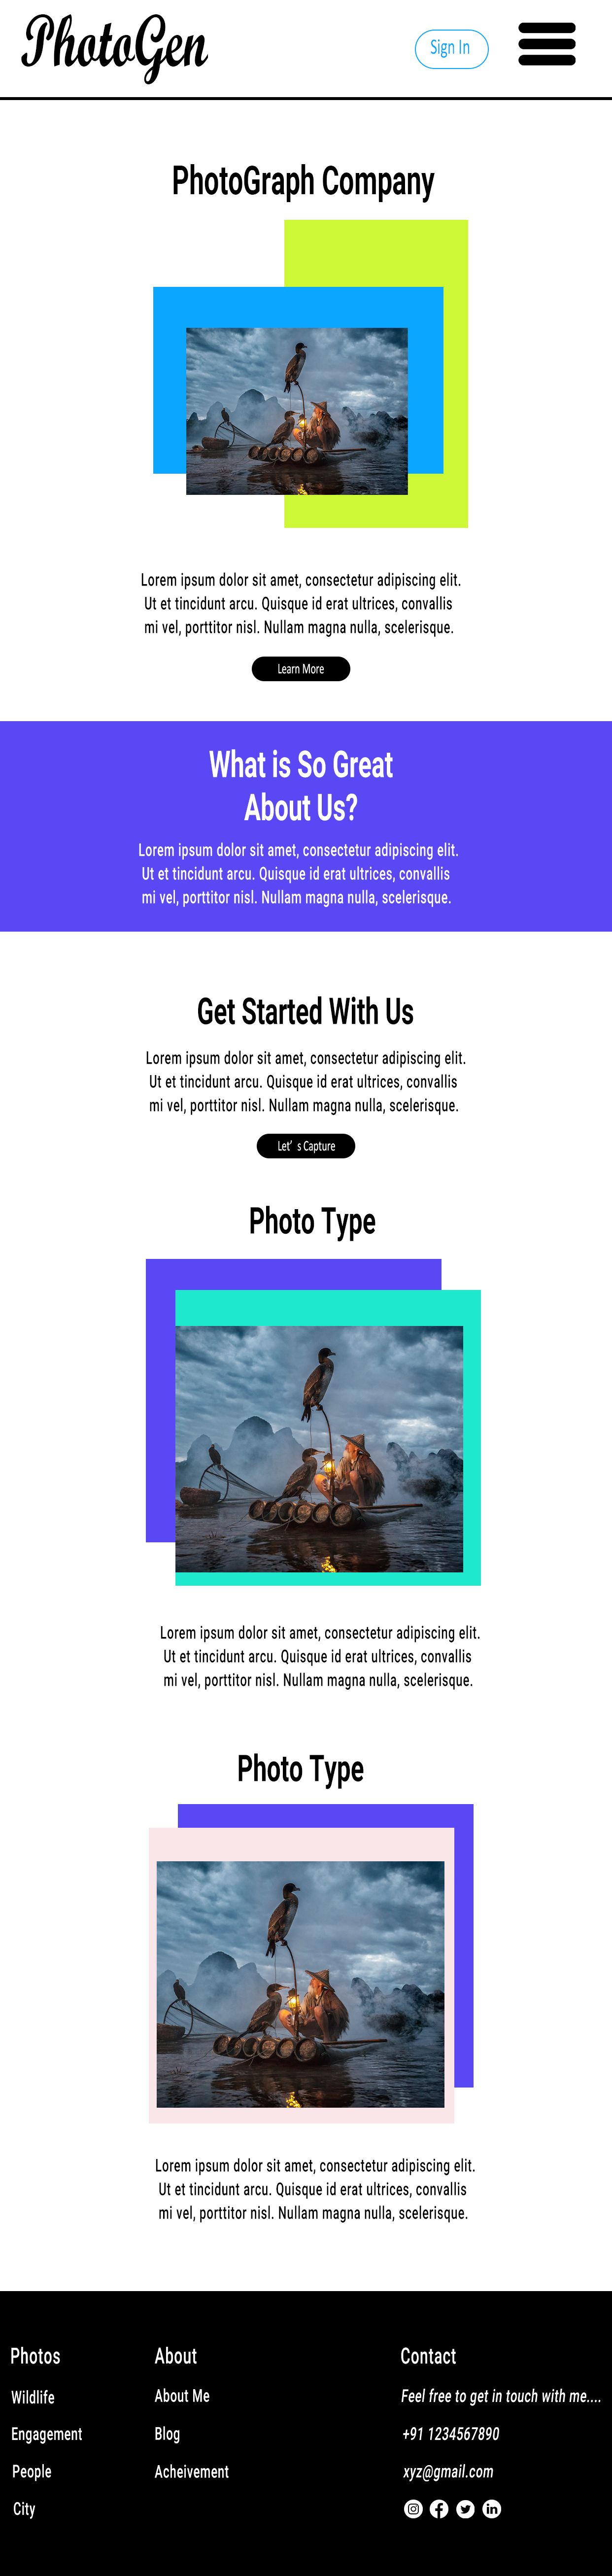 PhotoGen
Sign In
PhotoGraph Company
Lorem ipsum dolor sit amet, consectetur adipiscing elit.
Ut et tincidunt arcu. Quisque id erat ultrices, convallis
mi vel, porttitor nisl. Nullam magna nulla, scelerisque.
Learn More
What is So Great
About Us?
Lorem ipsum dolor sit amet, consectetur adipiscing elit.
Ut et tincidunt arcu. Quisque id erat ultrices, convallis
mi vel, porttitor nisl. Nullam magna nulla, scelerisque.
Get Started With Us
Lorem ipsum dolor sit amet, consectetur adipiscing elit.
Ut et tincidunt arcu. Quisque id erat ultrices, convallis
mi vel, porttitor nisl. Nullam magna nulla, scelerisque.
Let’s Capture
Photo Type
Lorem ipsum dolor sit amet, consectetur adipiscing elit.
Ut et tincidunt arcu. Quisque id erat ultrices, convallis
mi vel, porttitor nisl. Nullam magna nulla, scelerisque.
Photo Type
Lorem ipsum dolor sit amet, consectetur adipiscing elit.
Ut et tincidunt arcu. Quisque id erat ultrices, convallis
mi vel, porttitor nisl. Nullam magna nulla, scelerisque.
Photos
Wildlife
Engagement
People
City
About
About Me
Blog
Acheivement
Contact
Feel free to get in touch with me....
+91 1234567890
xyz@gmail.com